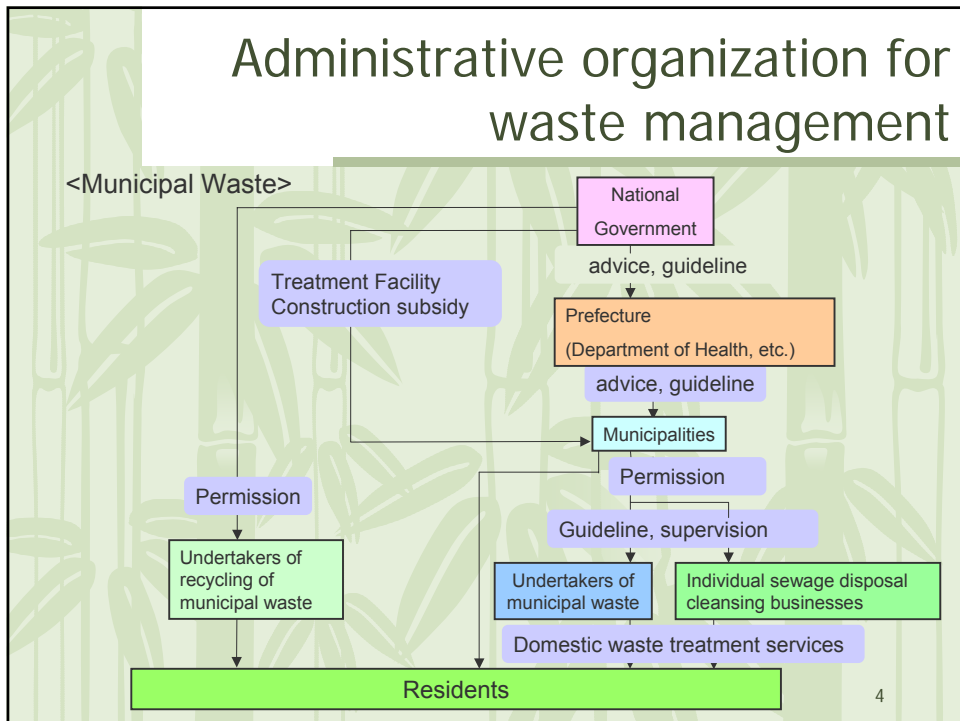 Administrative organization for
waste management
<Municipal Waste>
National
Government
advice, guideline
Treatment Facility
Construction subsidy
Prefecture
(Department of Health, etc.)
advice, guideline
Municipalities
Permission
Permission
Guideline, supervision
Undertakers of
recycling of
municipal waste
Undertakers of
municipal waste
Individual sewage disposal
cleansing businesses
Domestic waste treatment services
Residents
4